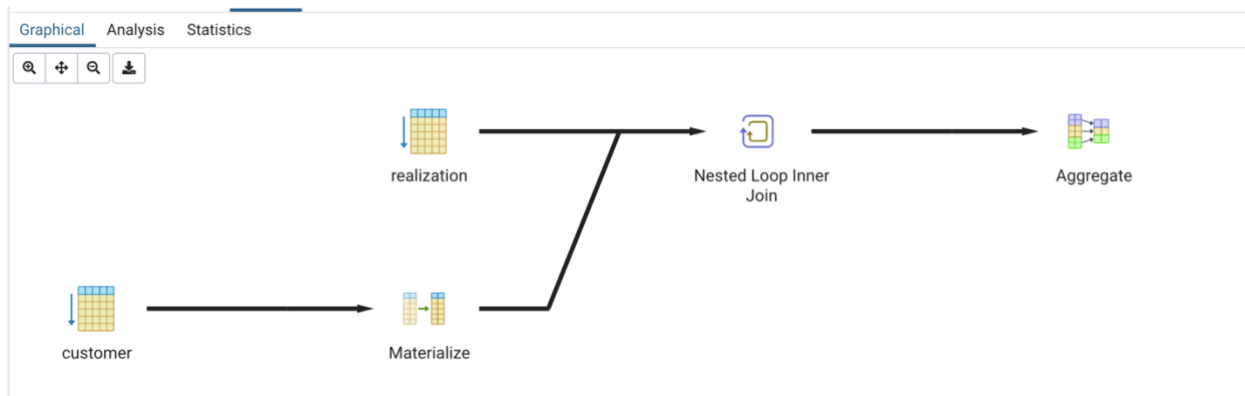 Graphical Analysis Statistics
realization
Nested Loop Inner
Join
Aggregate
customer
Materialize